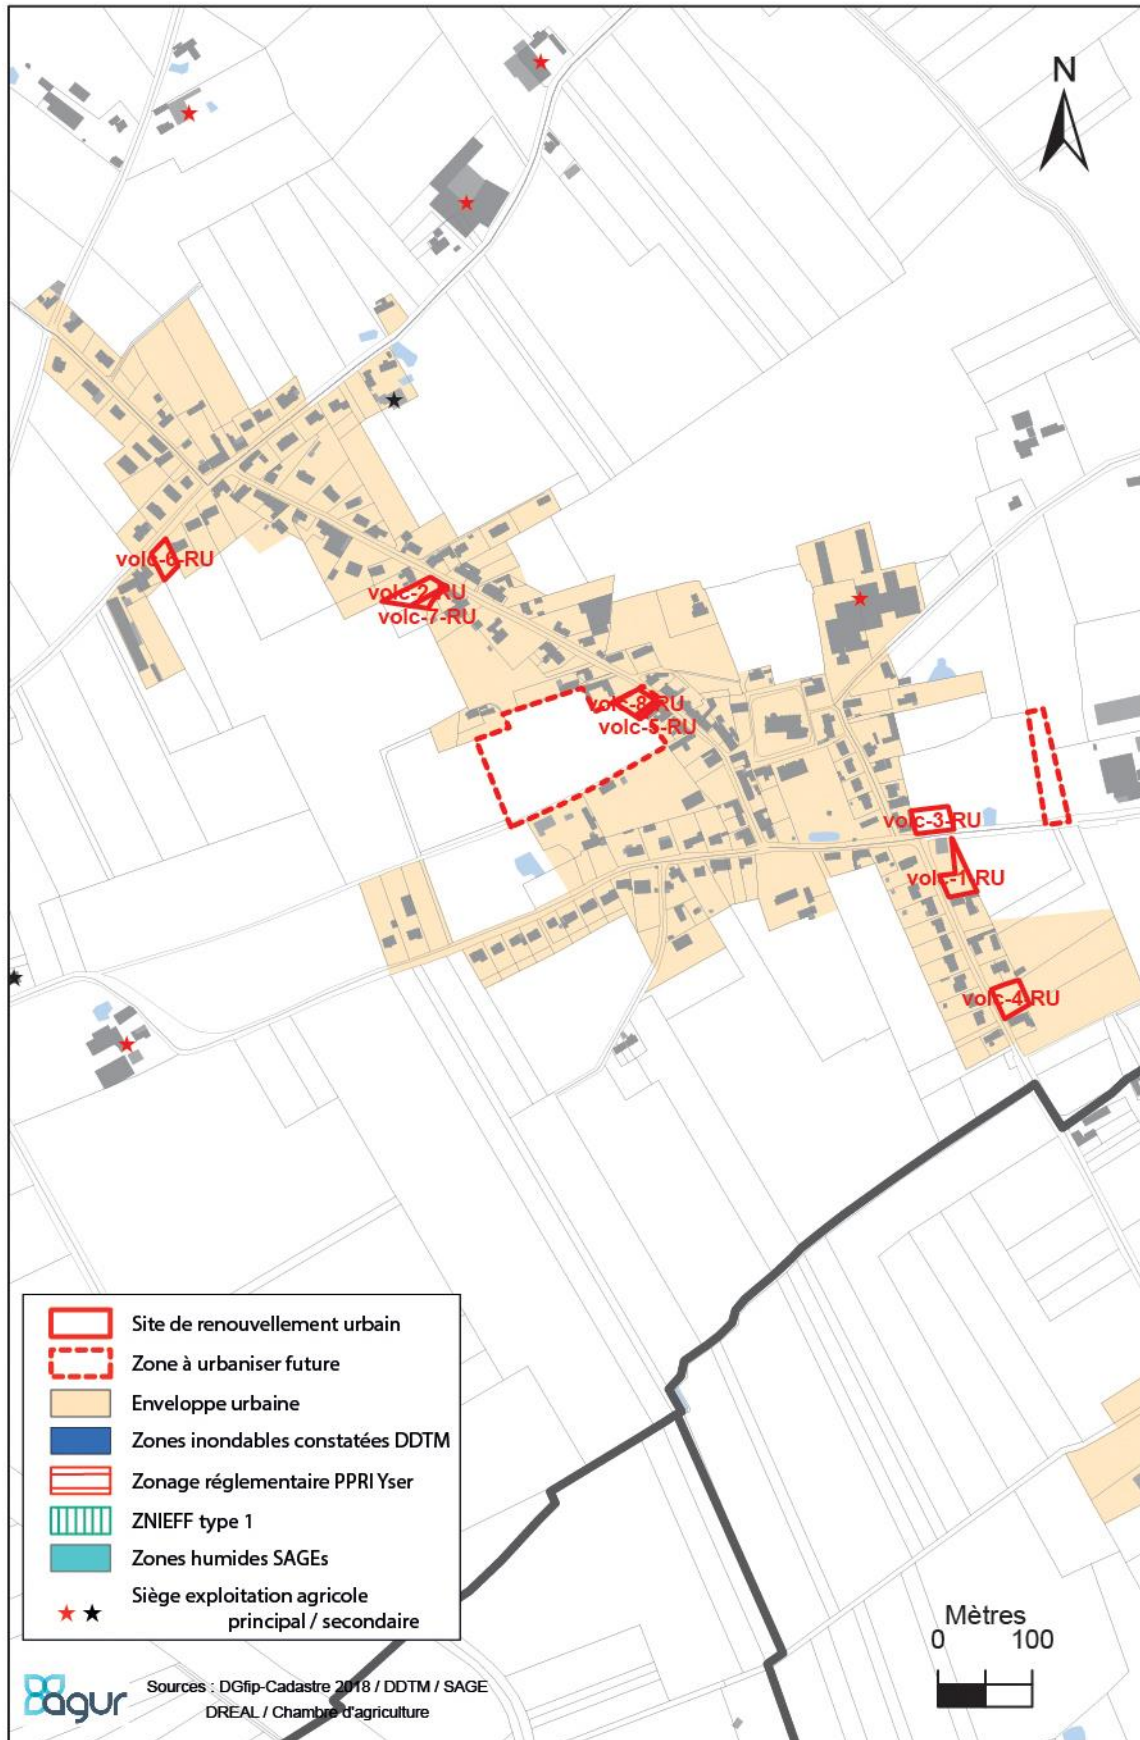 N
volc-6-RU
volc-2-RU
volc-7-RU
volc-8-RU
volc-5-RU
volc-3-RU
volc-1-RU
volc-4-RU
Site de renouvellement urbain
Zone à urbaniser future
Enveloppe urbaine
Zones inondables constatées DDTM
Zonage réglementaire PPRI Yser
ZNIEFF type 1
Zones humides SAGEs
Siège exploitation agricole
principal / secondaire
Mètres
0 100
agur
Sources : DGfip-Cadastre 2018 / DDTM / SAGE
DREAL / Chambre d'agriculture